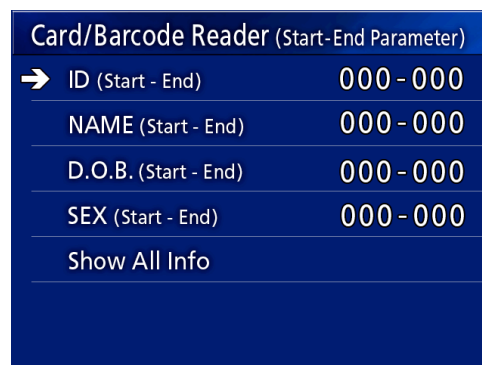 Card/Barcode Reader (Start-End Parameter)
ID (Start - End) 000-000
NAME (Start - End) 000-000
D.O.B. (Start - End) 000-000
SEX (Start - End) 000-000
Show All Info